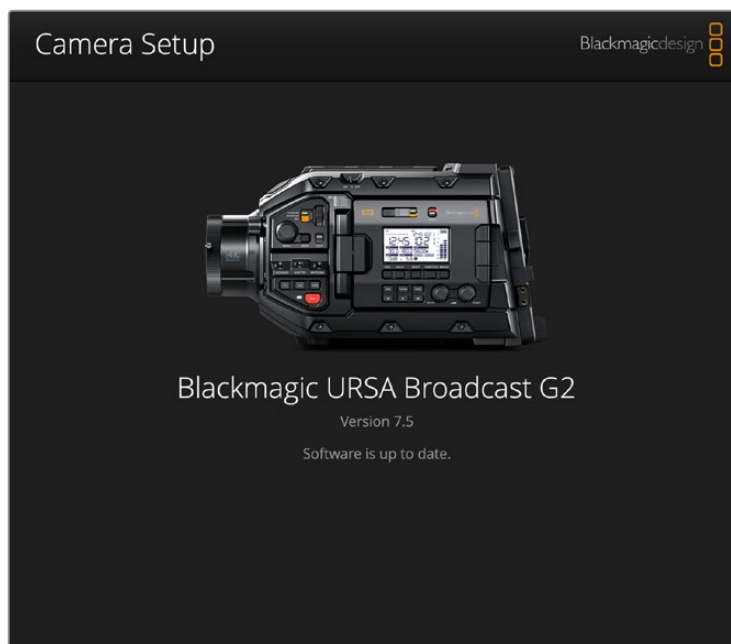 Camera Setup
Blackmagicdesign
Blackmagic URSA Broadcast G2
Version 7.5
Software is up to date.